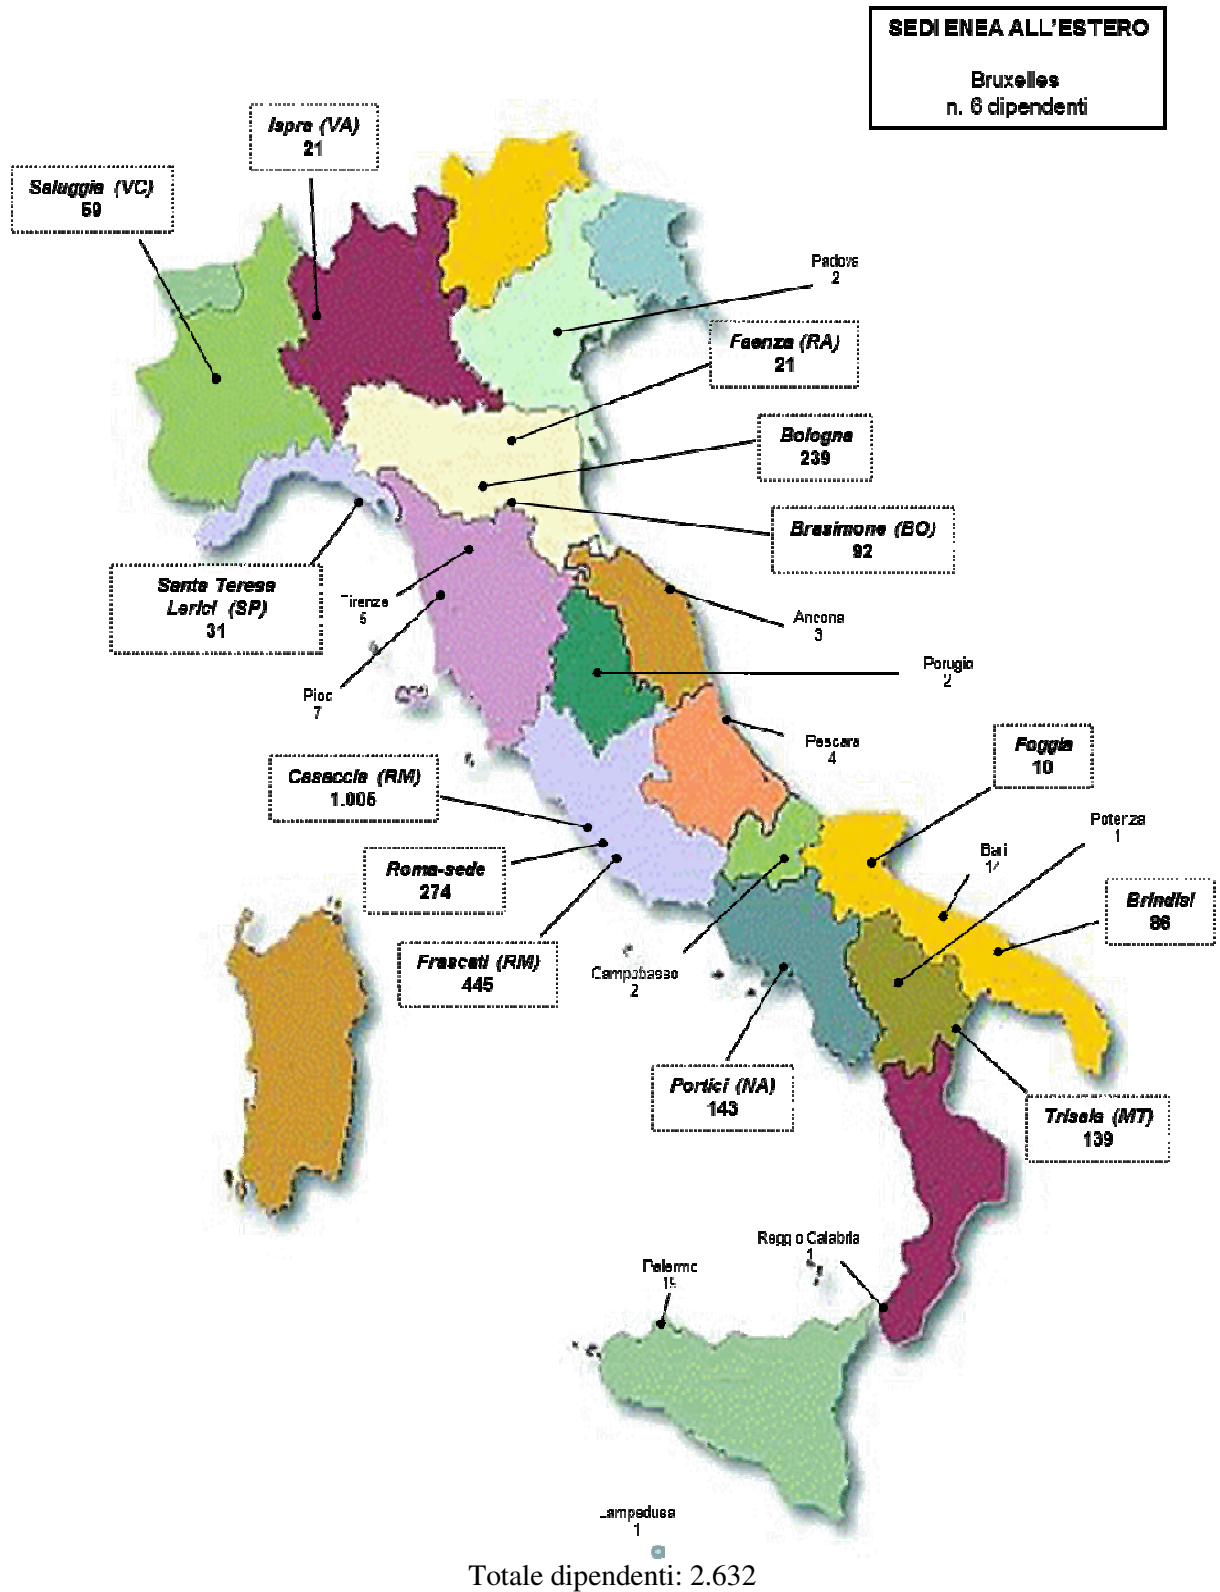 SEDI ENEA ALL'ESTERO
Bruxelles
n. 6 dipendenti
Ispra (VA)
21
Saluggia (VC)
59
Padova
2
Faenza (RA)
21
Bologna
239
Brasimone (BO)
92
Santa Teresa
Lerici (SP)
31
Firenze
5
Ancona
3
Perugia
2
Pisa
7
Pescara
4
Foggia
10
Casaccia (RM)
1.005
Potenza
1
Bari
14
Roma-sede
274
Brindisi
86
Frascati (RM)
445
Campobasso
2
Portici (NA)
143
Trisaia (MT)
139
Reggio Calabria
1
Palermo
19
Lampedusa
1
Totale dipendenti: 2.632